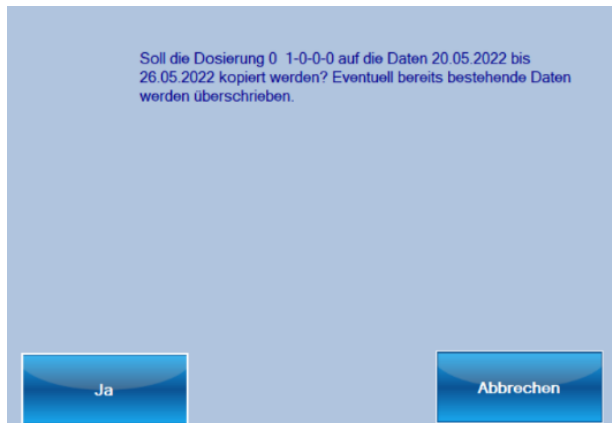 Soll die Dosierung 0  1-0-0-0 auf die Daten 20.05.2022 bis
26.05.2022 kopiert werden? Eventuell bereits bestehende Daten
werden überschrieben.
Ja
Abbrechen